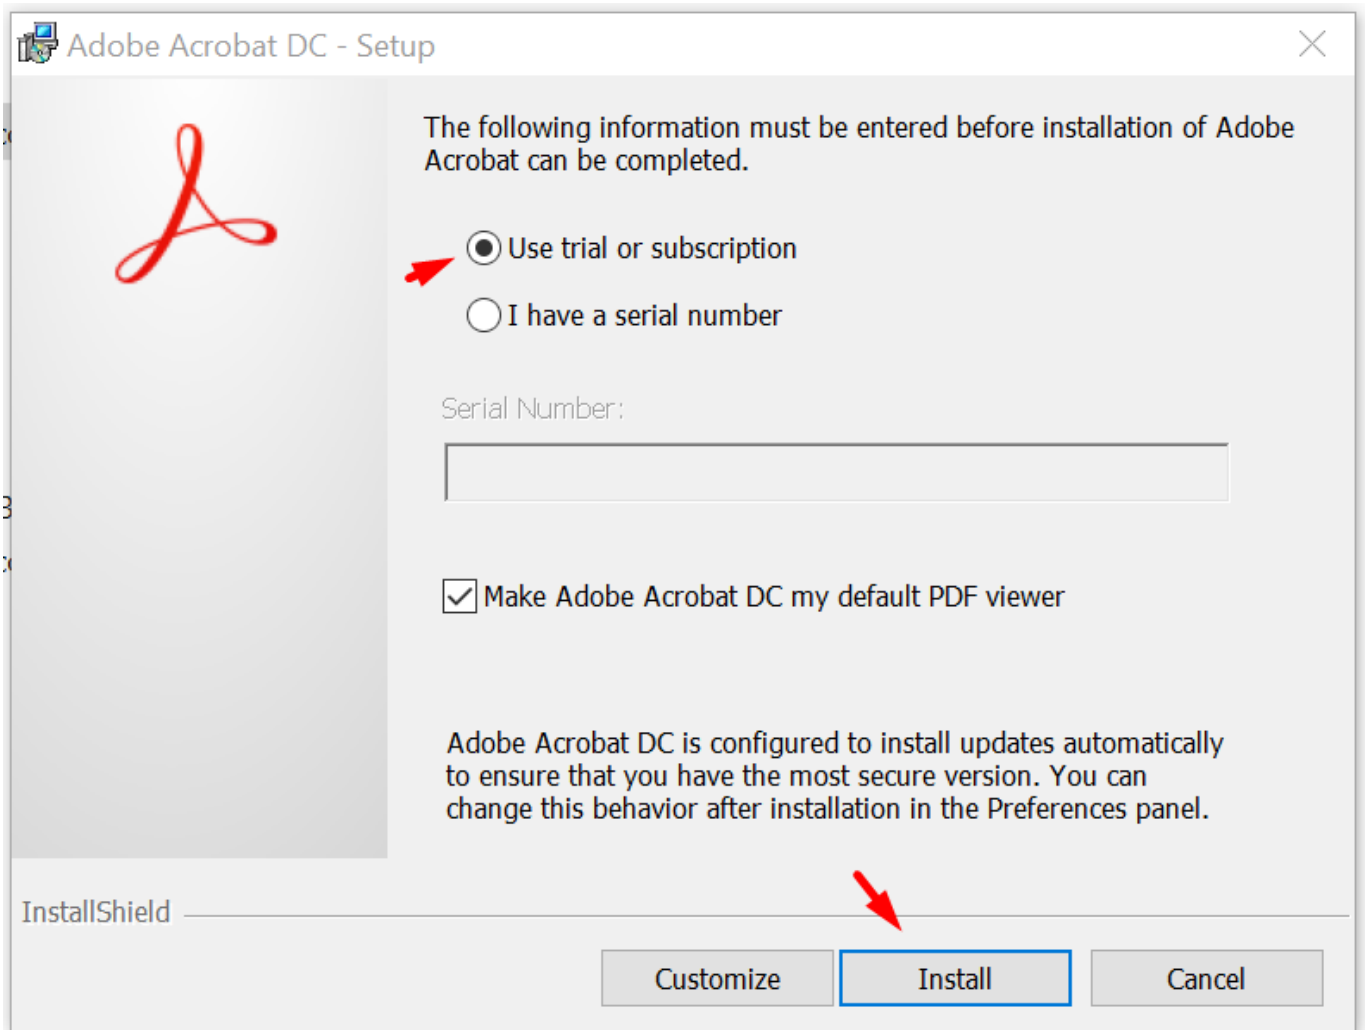 Adobe Acrobat DC - Setup
The following information must be entered before installation of Adobe
Acrobat can be completed.
Use trial or subscription
I have a serial number
Serial Number:
Make Adobe Acrobat DC my default PDF viewer
Adobe Acrobat DC is configured to install updates automatically
to ensure that you have the most secure version. You can
change this behavior after installation in the Preferences panel.
InstallShield
Customize
Install
Cancel